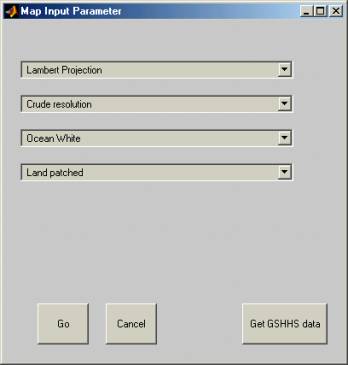 Map Input Parameter
Lambert Projection
Crude resolution
Ocean White
Land patched
Go
Cancel
Get GSHHS data